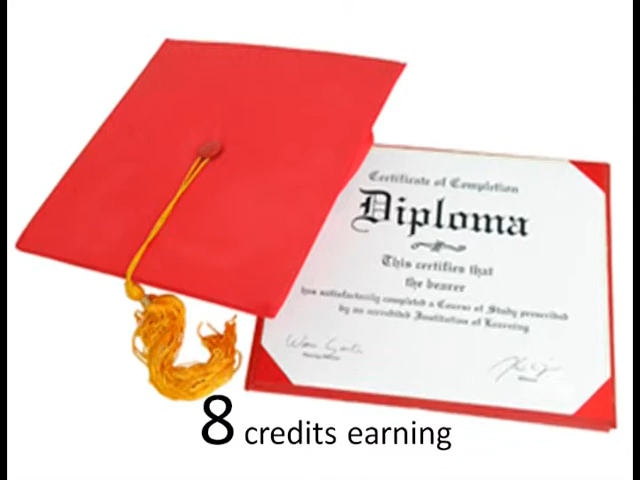 Certificate of Completion
Diploma
This certifies that
the bearer
has satisfactorily completed a Course of Study prescribed
by an accredited Institution of Learning
8 credits earning